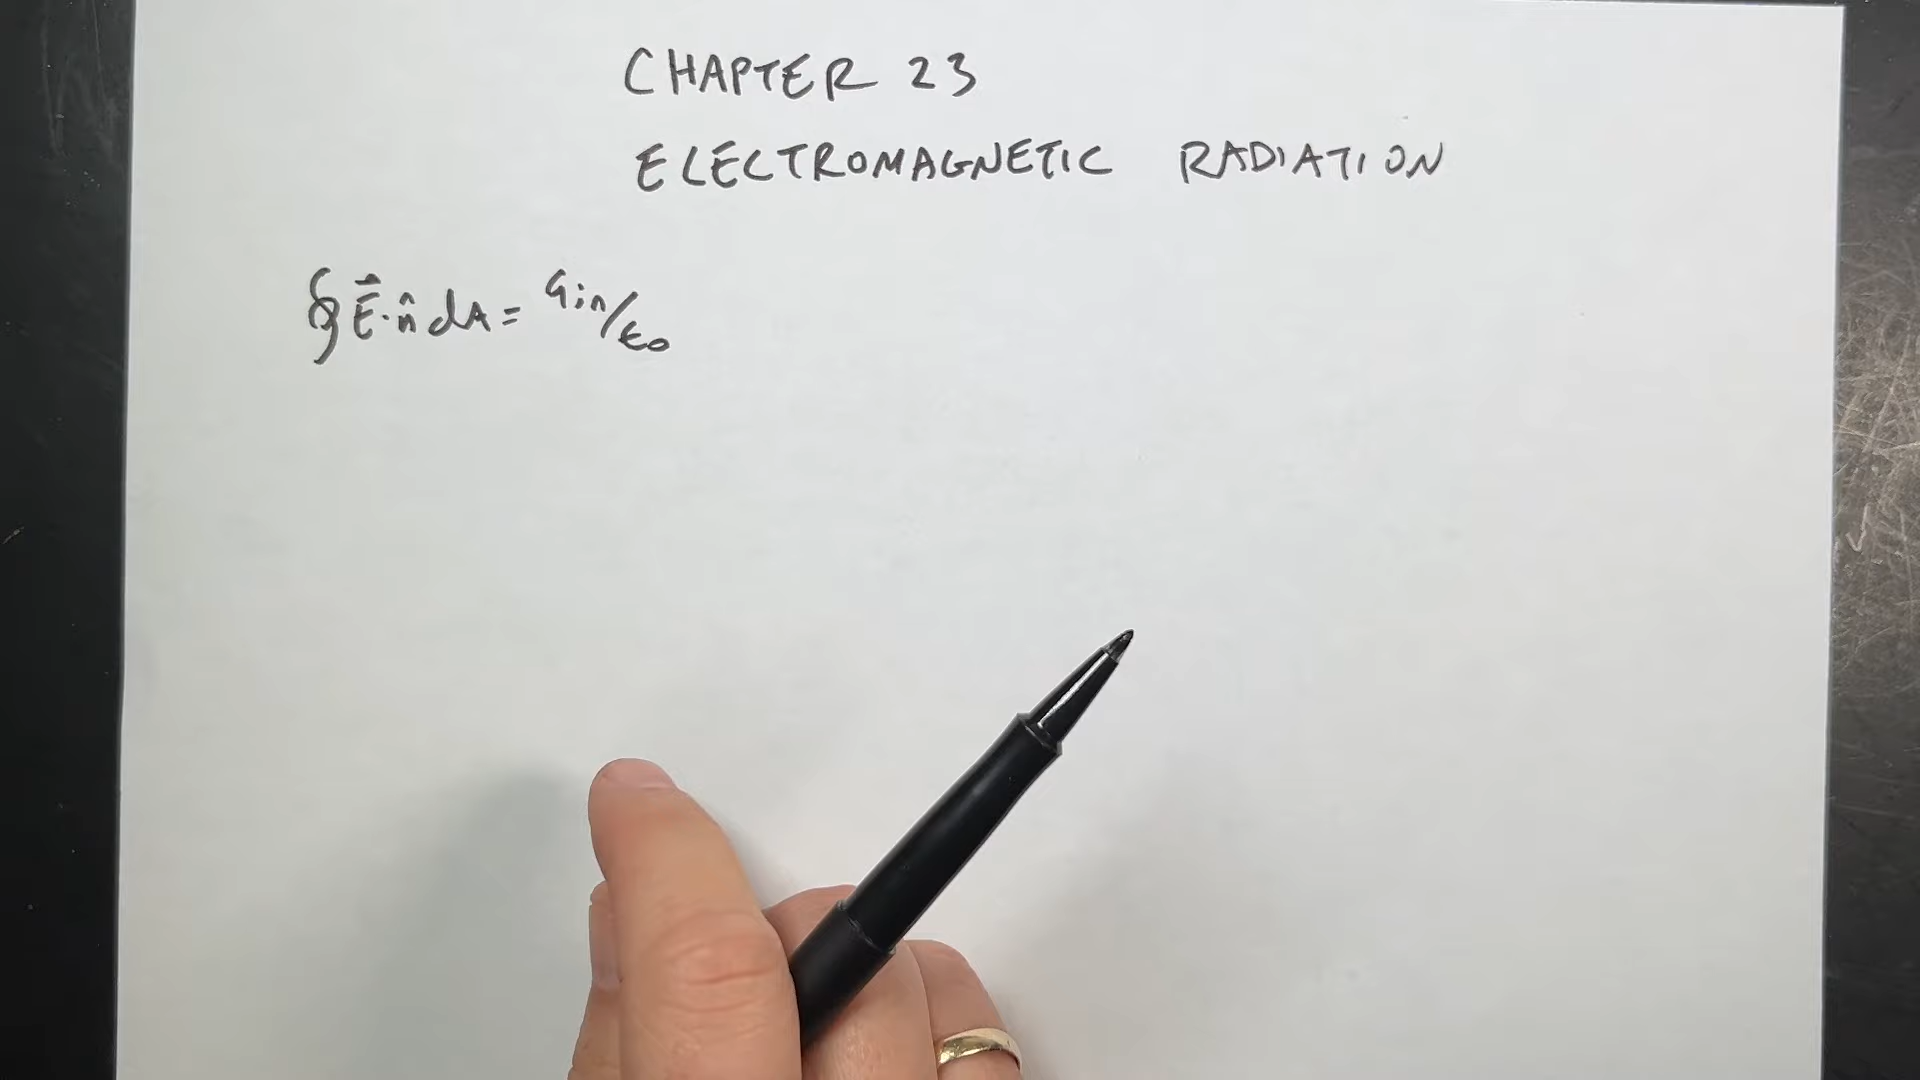 CHAPTER 23
ELECTROMAGNETIC RADIATION
∮E⃗·n̂ dA = qin/ε₀